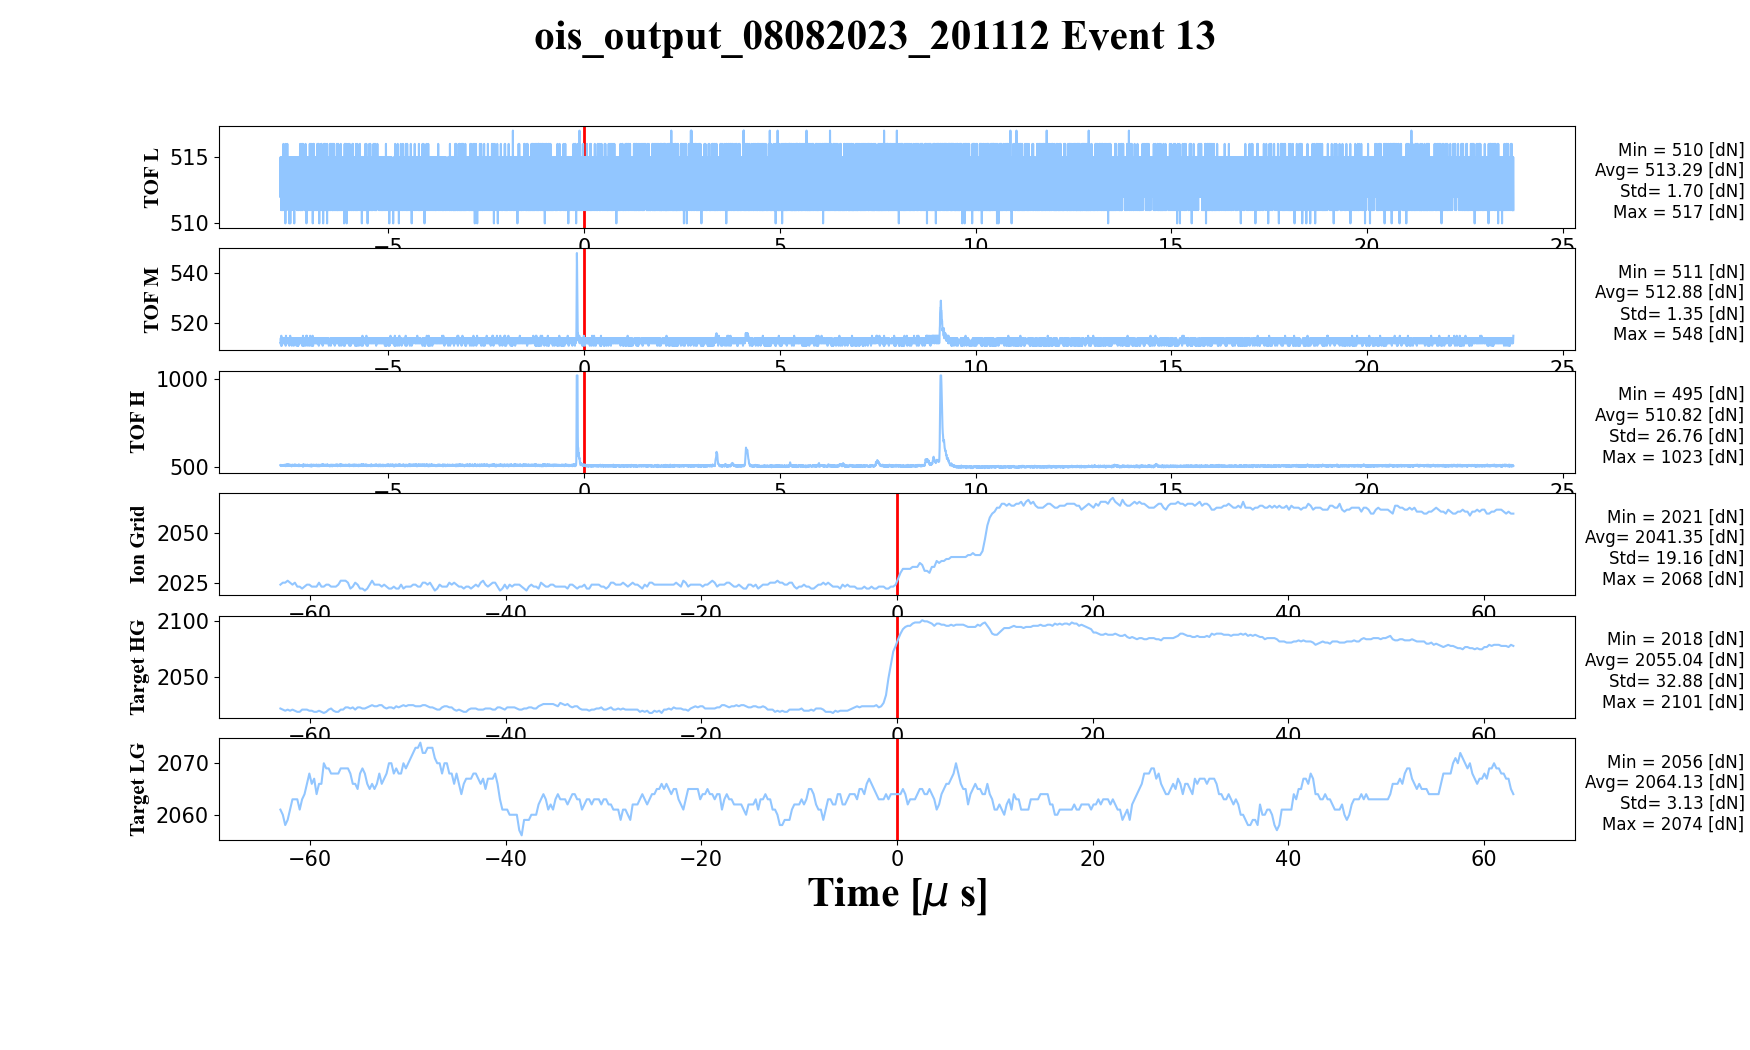 ois_output_08082023_201112 Event 13
TOF L
515
510
Min = 510 [dN]
Avg= 513.29 [dN]
Std= 1.70 [dN]
Max = 517 [dN]
−5 0 5 10 15 20 25
TOF M
540
520
Min = 511 [dN]
Avg= 512.88 [dN]
Std= 1.35 [dN]
Max = 548 [dN]
−5 0 5 10 15 20 25
TOF H
1000
500
Min = 495 [dN]
Avg= 510.82 [dN]
Std= 26.76 [dN]
Max = 1023 [dN]
−5 0 5 10 15 20 25
Ion Grid
2050
2025
Min = 2021 [dN]
Avg= 2041.35 [dN]
Std= 19.16 [dN]
Max = 2068 [dN]
−60 −40 −20 0 20 40 60
Target HG
2100
2050
Min = 2018 [dN]
Avg= 2055.04 [dN]
Std= 32.88 [dN]
Max = 2101 [dN]
−60 −40 −20 0 20 40 60
Target LG
2070
2060
Min = 2056 [dN]
Avg= 2064.13 [dN]
Std= 3.13 [dN]
Max = 2074 [dN]
−60 −40 −20 0 20 40 60
Time [μ s]